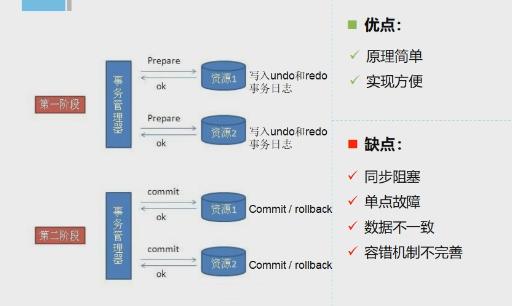 第一阶段
事务管理器
Prepare
ok
资源1
写入undo和redo
事务日志
Prepare
ok
资源2
写入undo和redo
事务日志
第二阶段
事务管理器
commit
ok
资源1
Commit / rollback
commit
ok
资源2
Commit / rollback
优点：
原理简单
实现方便
缺点：
同步阻塞
单点故障
数据不一致
容错机制不完善